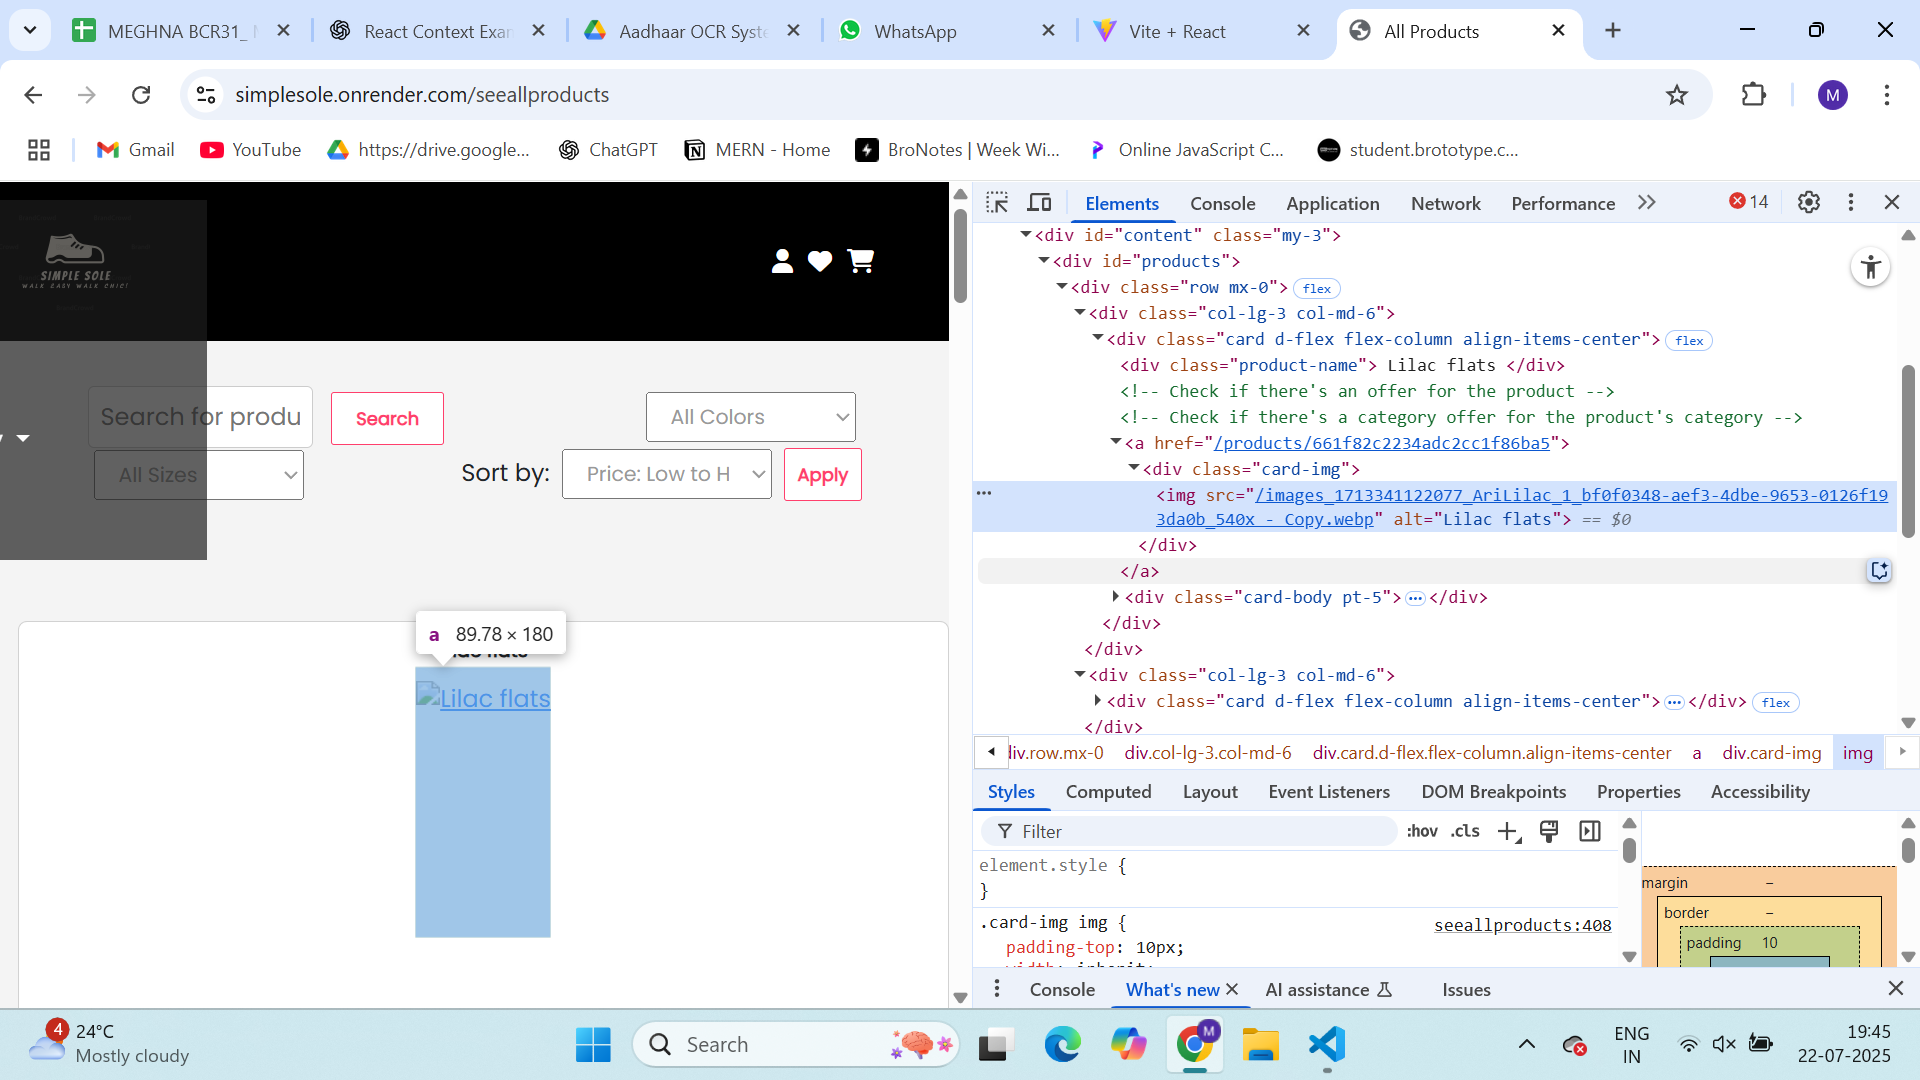 MEGHNA BCR31_
React Context Exar
Aadhaar OCR Syste
WhatsApp
Vite + React
All Products
simplesole.onrender.com/seeallproducts
M
Gmail
YouTube
https://drive.google...
ChatGPT
MERN - Home
BroNotes | Week Wi...
Online JavaScript C...
student.brototype.c...
SIMPLE SOLE
WALK EASY WALK CHIC!
Search for produ
Search
All Colors
All Sizes
Sort by:
Price: Low to H
Apply
a 89.78 × 180
Lilac flats
Elements
Console
Application
Network
Performance
14
<div id="content" class="my-3">
<div id="products">
<div class="row mx-0"> flex
<div class="col-lg-3 col-md-6">
<div class="card d-flex flex-column align-items-center"> flex
<div class="product-name"> Lilac flats </div>
<!-- Check if there's an offer for the product -->
<!-- Check if there's a category offer for the product's category -->
<a href="/products/661f82c2234adc2cc1f86ba5">
<div class="card-img">
<img src="/images_1713341122077_AriLilac_1_bf0f0348-aef3-4dbe-9653-0126f19
3da0b_540x - Copy.webp" alt="Lilac flats"> == $0
</div>
</a>
<div class="card-body pt-5"> ... </div>
</div>
</div>
<div class="col-lg-3 col-md-6">
<div class="card d-flex flex-column align-items-center"> ... </div> flex
</div>
div.row.mx-0 div.col-lg-3.col-md-6 div.card.d-flex.flex-column.align-items-center a div.card-img img
Styles
Computed
Layout
Event Listeners
DOM Breakpoints
Properties
Accessibility
Filter
:hov .cls
element.style {
}
.card-img img {
seeallproducts:408
padding-top: 10px;
width: inherit;
margin –
border –
padding 10
Console
What's new
AI assistance
Issues
4
24°C
Mostly cloudy
Search
M
ENG
IN
19:45
22-07-2025